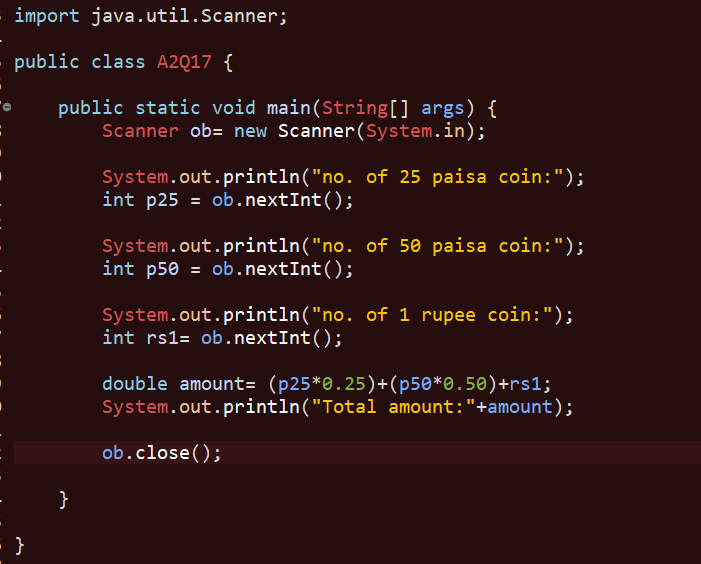 import java.util.Scanner;
public class A2Q17 {
public static void main(String[] args) {
Scanner ob= new Scanner(System.in);
System.out.println("no. of 25 paisa coin:");
int p25 = ob.nextInt();
System.out.println("no. of 50 paisa coin:");
int p50 = ob.nextInt();
System.out.println("no. of 1 rupee coin:");
int rs1= ob.nextInt();
double amount= (p25*0.25)+(p50*0.50)+rs1;
System.out.println("Total amount:"+amount);
ob.close();
}
}